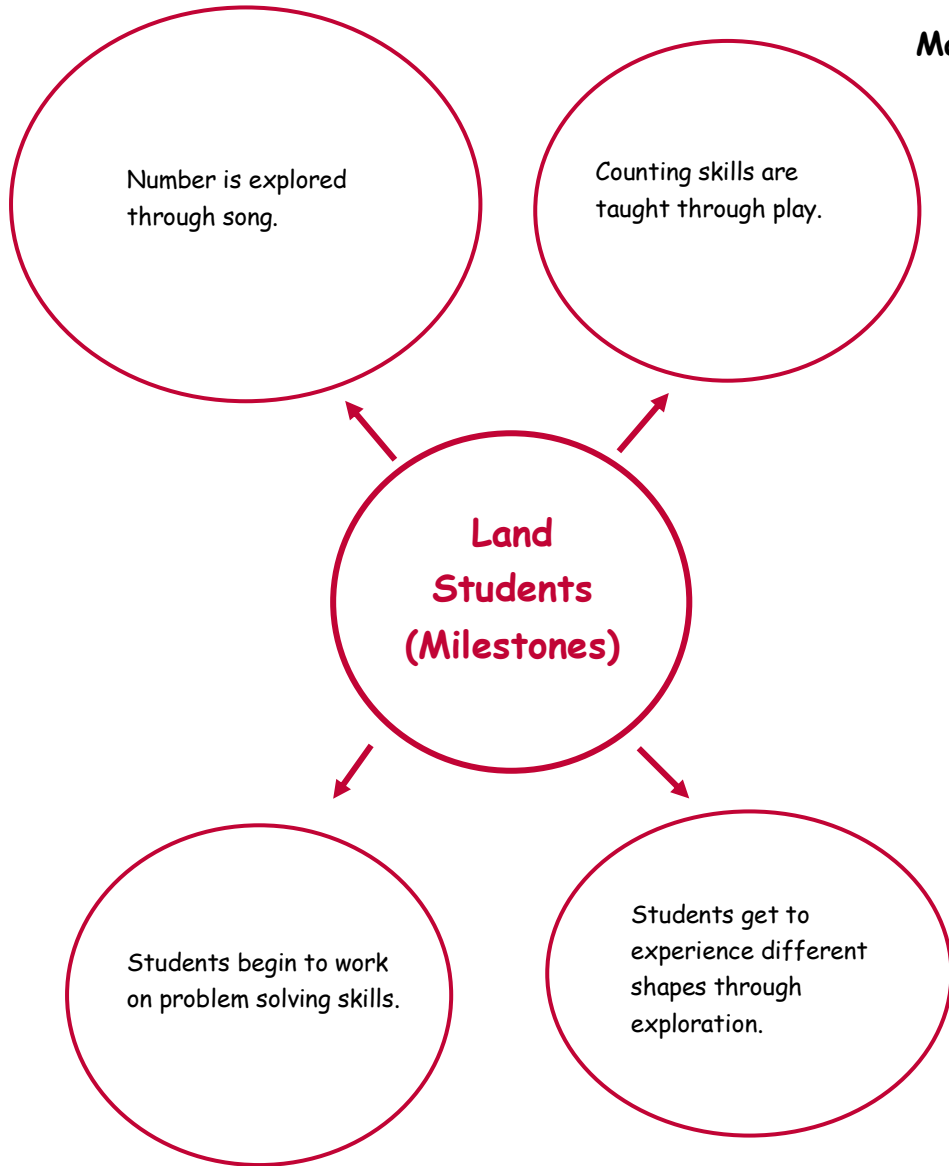 Number is explored
through song.
Counting skills are
taught through play.
Land
Students
(Milestones)
Students begin to work
on problem solving skills.
Students get to
experience different
shapes through
exploration.